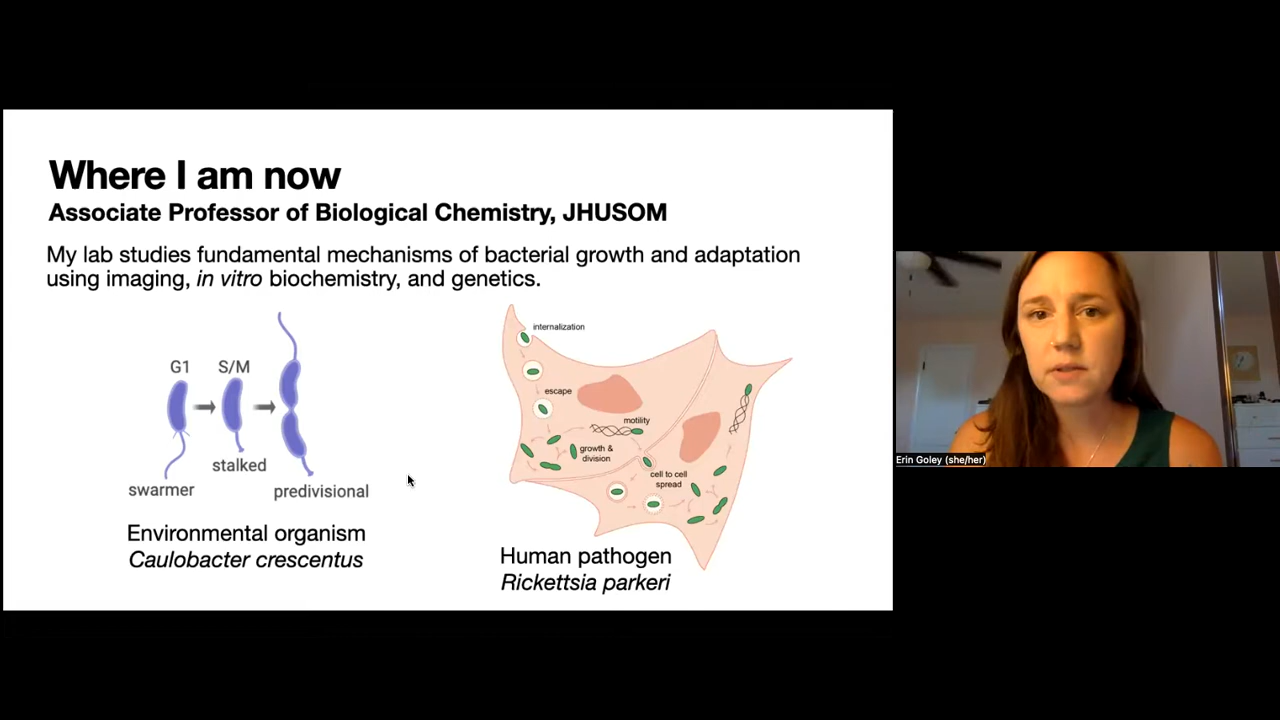 Where I am now
Associate Professor of Biological Chemistry, JHUSOM
My lab studies fundamental mechanisms of bacterial growth and adaptation
using imaging, in vitro biochemistry, and genetics.
G1
S/M
swarmer
stalked
predivisional
Environmental organism
Caulobacter crescentus
internalization
escape
motility
growth &
division
cell to cell
spread
Human pathogen
Rickettsia parkeri
Erin Goley (she/her)